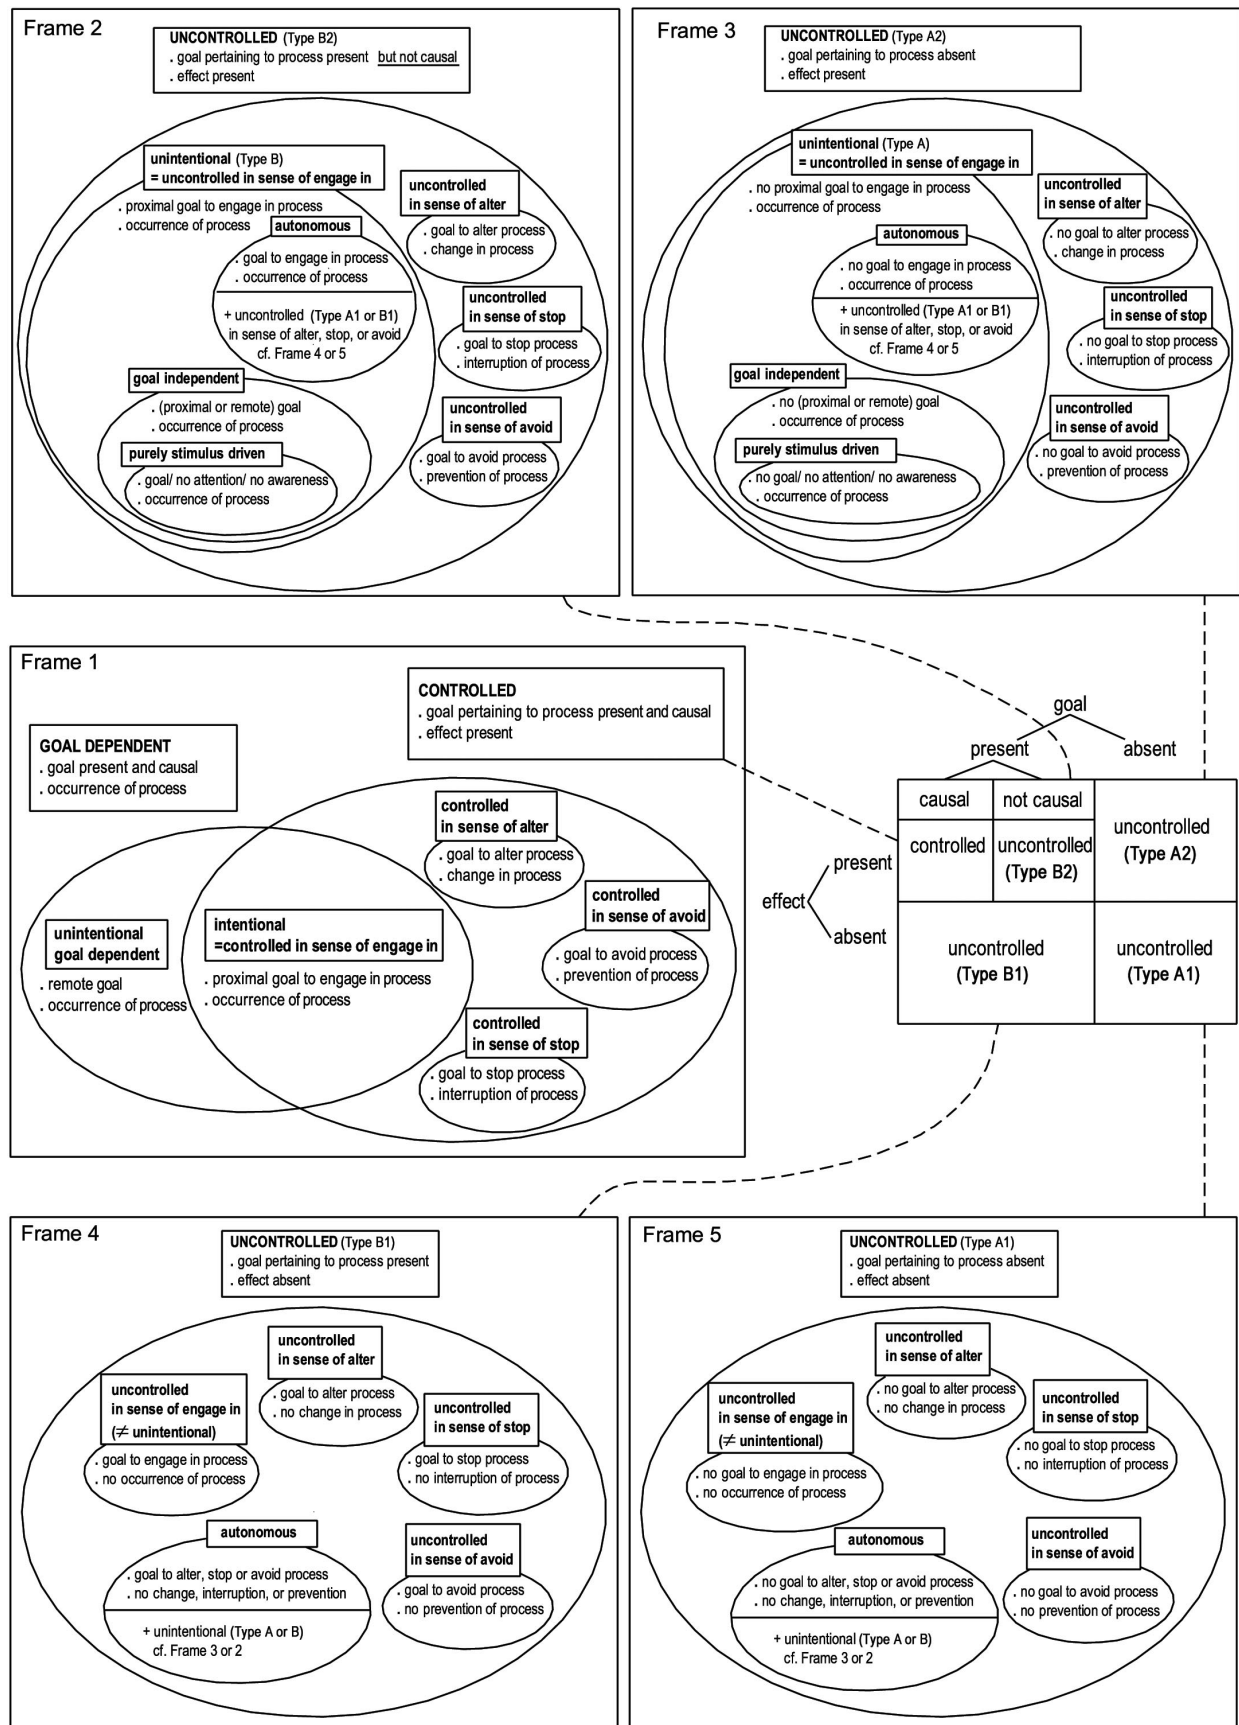 Frame 2
UNCONTROLLED (Type B2)
. goal pertaining to process present but not causal
. effect present
unintentional (Type B)
= uncontrolled in sense of engage in
. proximal goal to engage in process
. occurrence of process
autonomous
. goal to engage in process
. occurrence of process
+ uncontrolled (Type A1 or B1)
in sense of alter, stop, or avoid
cf. Frame 4 or 5
goal independent
. (proximal or remote) goal
. occurrence of process
purely stimulus driven
. goal/ no attention/ no awareness
. occurrence of process
uncontrolled
in sense of alter
. goal to alter process
. change in process
uncontrolled
in sense of stop
. goal to stop process
. interruption of process
uncontrolled
in sense of avoid
. goal to avoid process
. prevention of process
Frame 3
UNCONTROLLED (Type A2)
. goal pertaining to process absent
. effect present
unintentional (Type A)
= uncontrolled in sense of engage in
. no proximal goal to engage in process
. occurrence of process
autonomous
. no goal to engage in process
. occurrence of process
+ uncontrolled (Type A1 or B1)
in sense of alter, stop, or avoid
cf. Frame 4 or 5
goal independent
. no (proximal or remote) goal
. occurrence of process
purely stimulus driven
. no goal/ no attention/ no awareness
. occurrence of process
uncontrolled
in sense of alter
. no goal to alter process
. change in process
uncontrolled
in sense of stop
. no goal to stop process
. interruption of process
uncontrolled
in sense of avoid
. no goal to avoid process
. prevention of process
Frame 1
CONTROLLED
. goal pertaining to process present and causal
. effect present
GOAL DEPENDENT
. goal present and causal
. occurrence of process
controlled
in sense of alter
. goal to alter process
. change in process
controlled
in sense of avoid
. goal to avoid process
. prevention of process
unintentional
goal dependent
. remote goal
. occurrence of process
intentional
=controlled in sense of engage in
. proximal goal to engage in process
. occurrence of process
controlled
in sense of stop
. goal to stop process
. interruption of process
goal
present
absent
causal
not causal
uncontrolled
(Type A2)
controlled
uncontrolled
(Type B2)
present
effect
absent
uncontrolled
(Type B1)
uncontrolled
(Type A1)
Frame 4
UNCONTROLLED (Type B1)
. goal pertaining to process present
. effect absent
uncontrolled
in sense of alter
. goal to alter process
. no change in process
uncontrolled
in sense of engage in
(≠ unintentional)
. goal to engage in process
. no occurrence of process
uncontrolled
in sense of stop
. goal to stop process
. no interruption of process
autonomous
. goal to alter, stop or avoid process
. no change, interruption, or prevention
+ unintentional (Type A or B)
cf. Frame 3 or 2
uncontrolled
in sense of avoid
. goal to avoid process
. no prevention of process
Frame 5
UNCONTROLLED (Type A1)
. goal pertaining to process absent
. effect absent
uncontrolled
in sense of alter
. no goal to alter process
. no change in process
uncontrolled
in sense of engage in
(≠ unintentional)
. no goal to engage in process
. no occurrence of process
uncontrolled
in sense of stop
. no goal to stop process
. no interruption of process
autonomous
. no goal to alter, stop or avoid process
. no change, interruption, or prevention
+ unintentional (Type A or B)
cf. Frame 3 or 2
uncontrolled
in sense of avoid
. no goal to avoid process
. no prevention of process